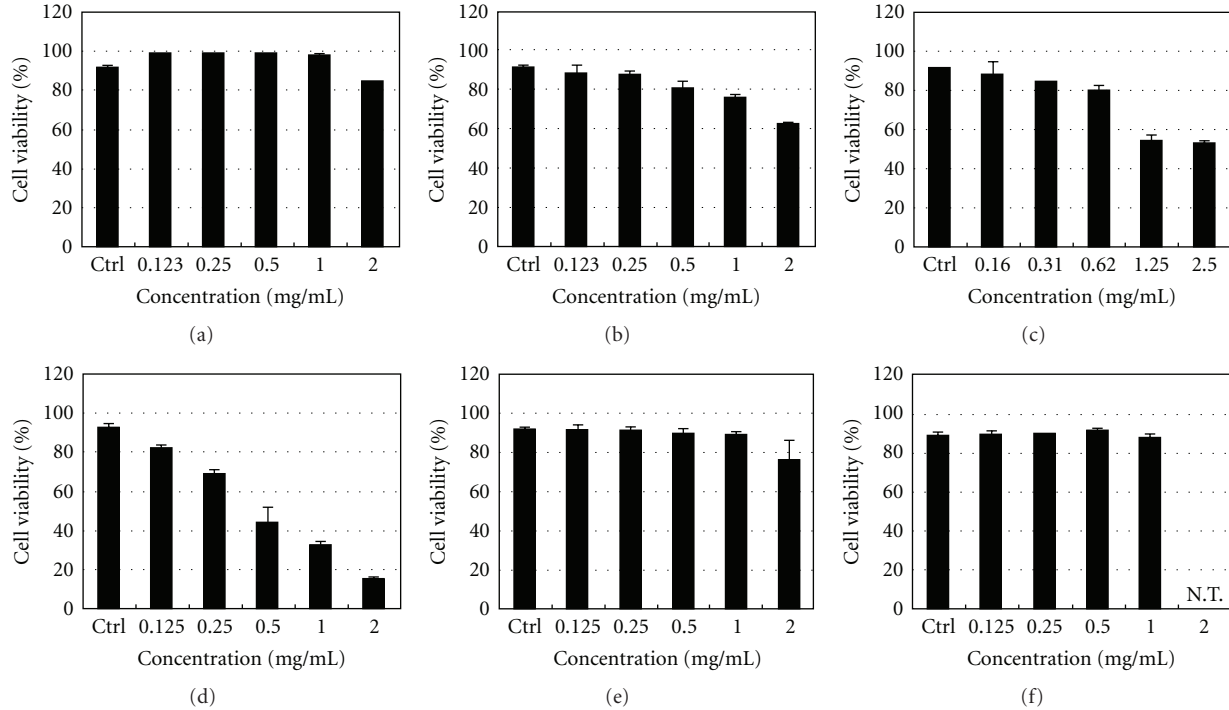 120
100
80
60
40
20
0
Cell viability (%)
Ctrl 0.123 0.25 0.5 1 2
Concentration (mg/mL)
(a)
120
100
80
60
40
20
0
Cell viability (%)
Ctrl 0.123 0.25 0.5 1 2
Concentration (mg/mL)
(b)
120
100
80
60
40
20
0
Cell viability (%)
Ctrl 0.16 0.31 0.62 1.25 2.5
Concentration (mg/mL)
(c)
120
100
80
60
40
20
0
Cell viability (%)
Ctrl 0.125 0.25 0.5 1 2
Concentration (mg/mL)
(d)
120
100
80
60
40
20
0
Cell viability (%)
Ctrl 0.125 0.25 0.5 1 2
Concentration (mg/mL)
(e)
120
100
80
60
40
20
0
Cell viability (%)
N.T.
Ctrl 0.125 0.25 0.5 1 2
Concentration (mg/mL)
(f)